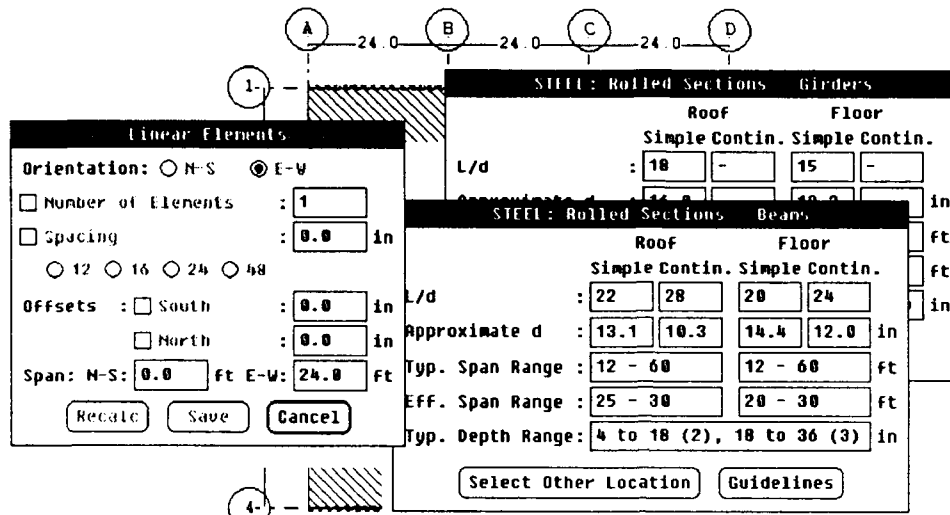 A B C D
24.0 24.0 24.0
1
STEEL: Rolled Sections Girders
Roof Floor
Simple Contin. Simple Contin.
L/d : 18 - 15 -
in
ft
ft
in
Linear Elements
Orientation: N-S E-W
Number of Elements : 1
Spacing : 0.0 in
12 16 24 48
Offsets : South : 0.0 in
North : 0.0 in
Span: N-S: 0.0 ft E-W: 24.0 ft
Recalc Save Cancel
STEEL: Rolled Sections Beams
Roof Floor
Simple Contin. Simple Contin.
L/d : 22 28 20 24
Approximate d : 13.1 10.3 14.4 12.0 in
Typ. Span Range : 12 - 60 12 - 60 ft
Eff. Span Range : 25 - 30 20 - 30 ft
Typ. Depth Range: 4 to 18 (2), 18 to 36 (3) in
Select Other Location Guidelines
4